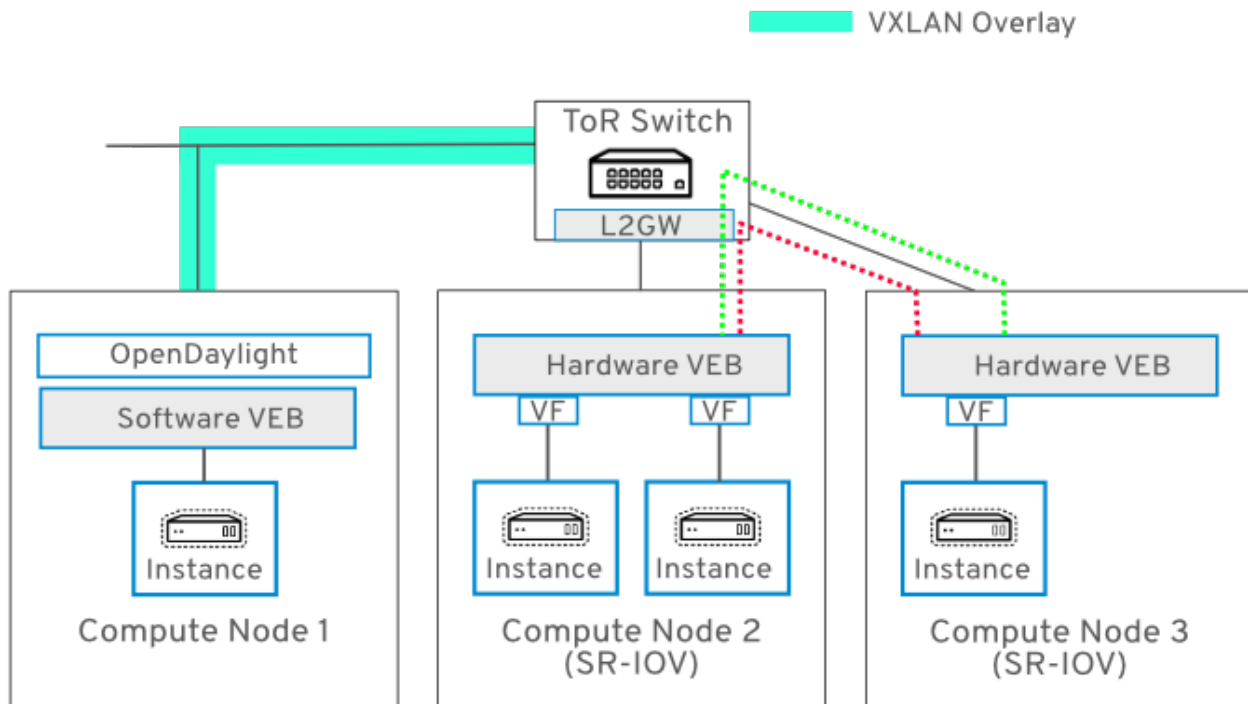 VXLAN Overlay
ToR Switch
L2GW
OpenDaylight
Software VEB
Instance
Compute Node 1
Hardware VEB
VF
VF
Instance
Instance
Compute Node 2
(SR-IOV)
Hardware VEB
VF
Instance
Compute Node 3
(SR-IOV)